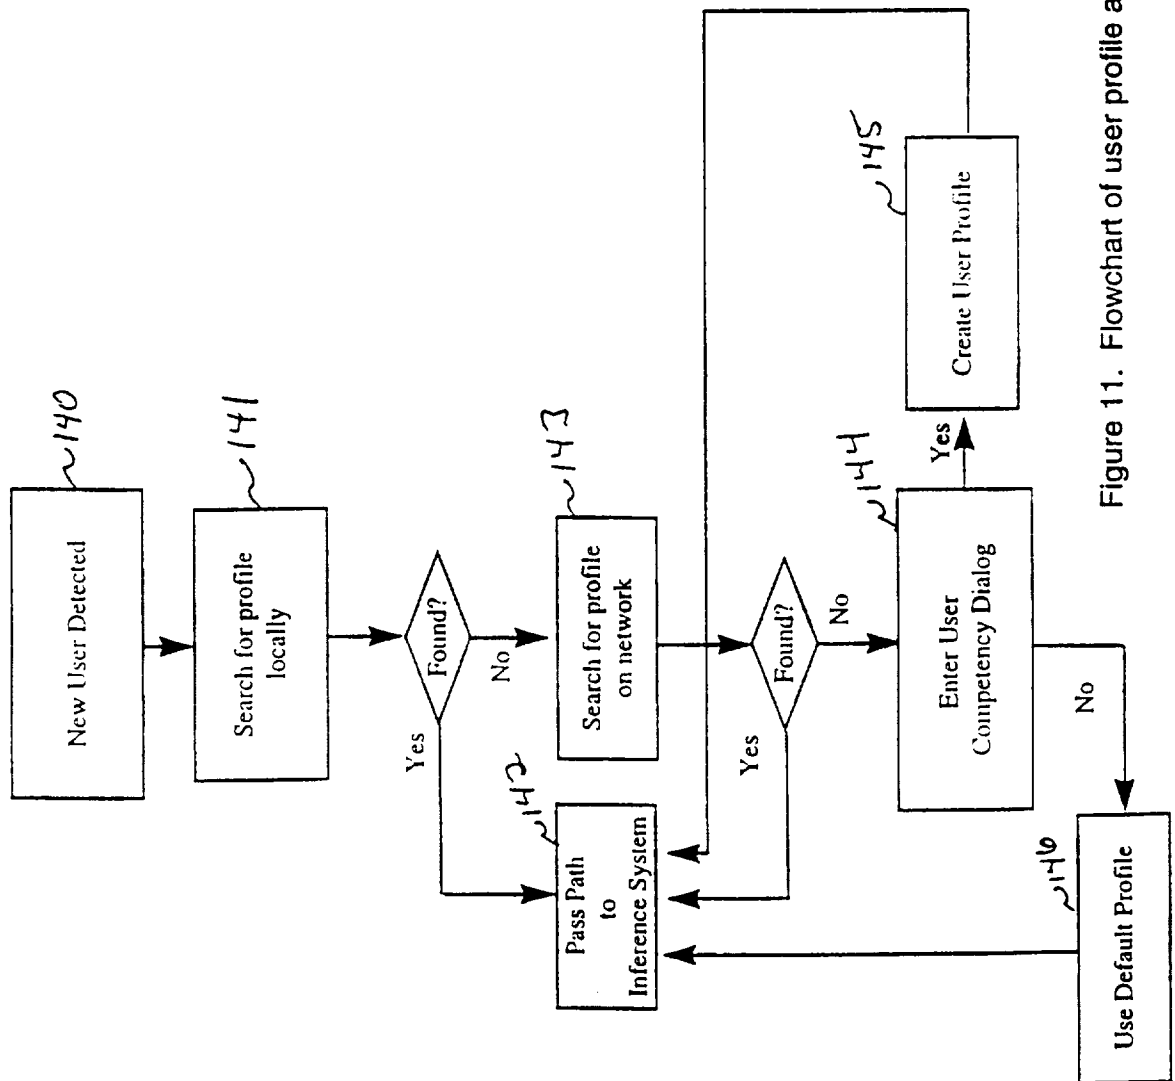 New User Detected
140
Search for profile
locally
141
Found?
Yes
No
Pass Path
to
Inference System
142
Search for profile
on network
143
Found?
Yes
No
Enter User
Competency Dialog
144
Yes
No
Create User Profile
145
Use Default Profile
146
Figure 11. Flowchart of user profile a